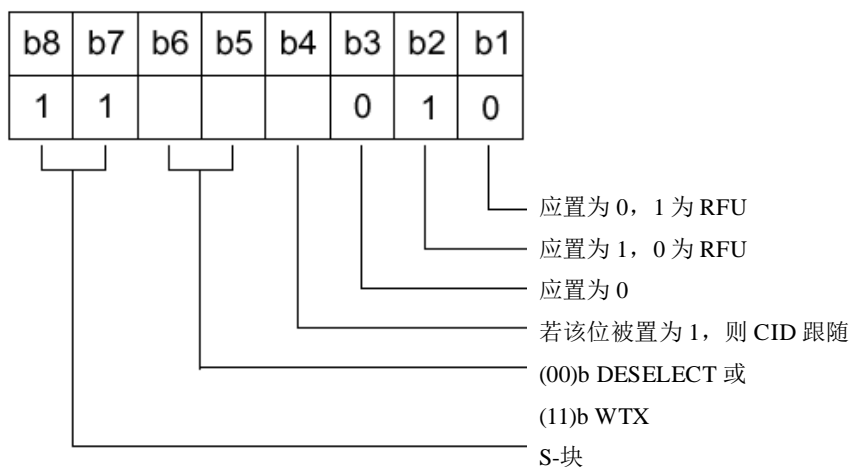 b8 b7 b6 b5 b4 b3 b2 b1
1 1 0 1 0
应置为 0，1 为 RFU
应置为 1，0 为 RFU
应置为 0
若该位被置为 1，则 CID 跟随
(00)b DESELECT 或
(11)b WTX
S-块